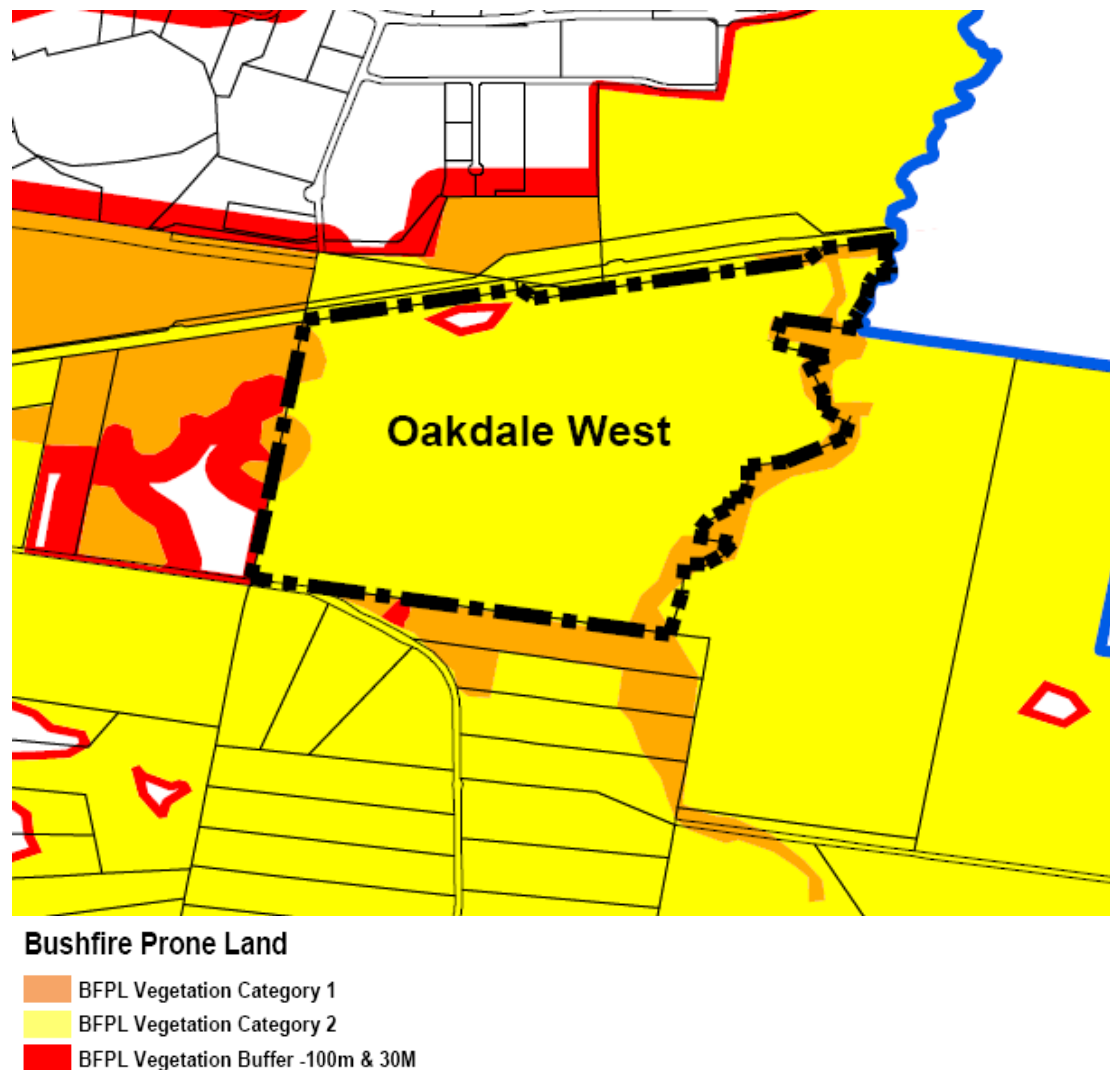 Oakdale West
Bushfire Prone Land
BFPL Vegetation Category 1
BFPL Vegetation Category 2
BFPL Vegetation Buffer -100m & 30M